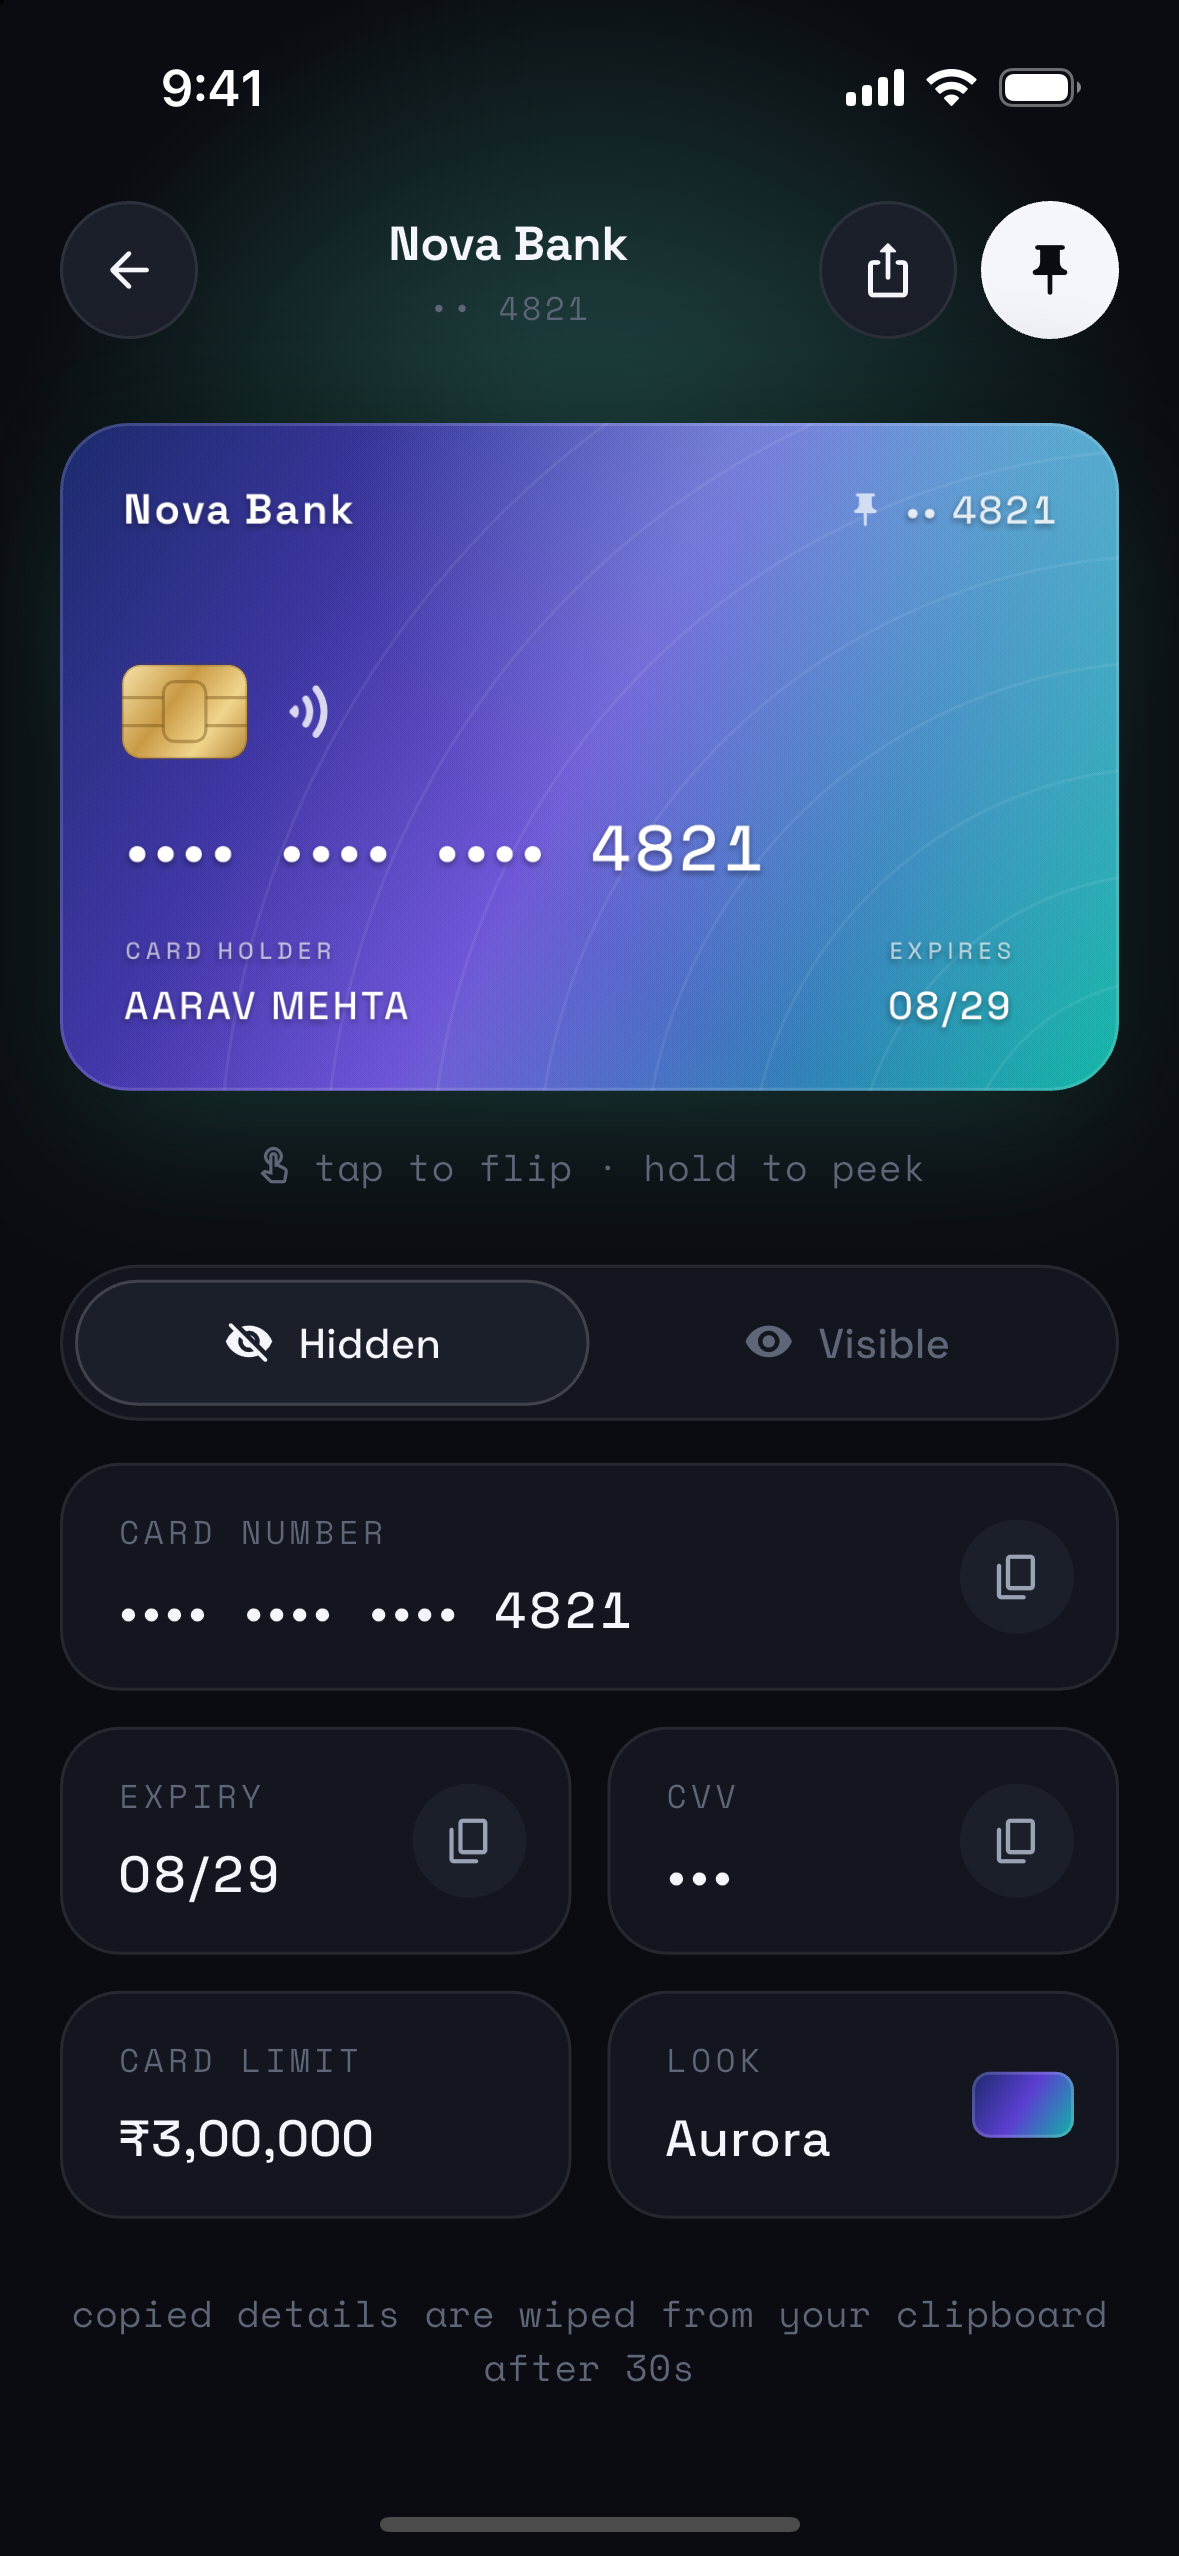 9:41
Nova Bank
•• 4821
Nova Bank
•• 4821
•••• •••• •••• 4821
CARD HOLDER
EXPIRES
AARAV MEHTA
08/29
tap to flip · hold to peek
Hidden
Visible
CARD NUMBER
•••• •••• •••• 4821
EXPIRY
CVV
08/29
•••
CARD LIMIT
LOOK
₹3,00,000
Aurora
copied details are wiped from your clipboard
after 30s